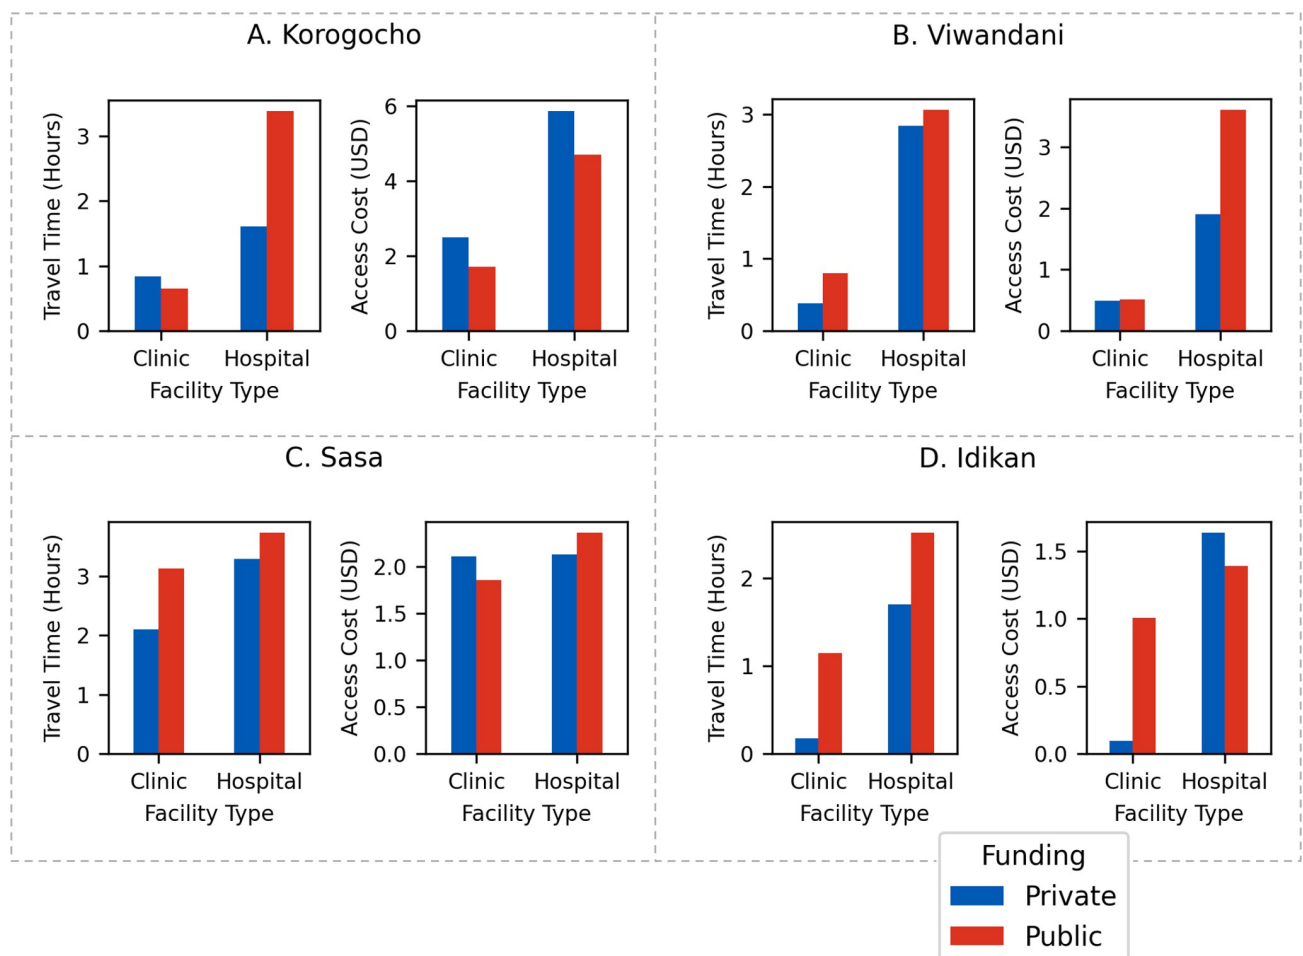 A. Korogocho
Travel Time (Hours)
3
2
1
0
Clinic Hospital
Facility Type
Access Cost (USD)
6
4
2
0
Clinic Hospital
Facility Type
B. Viwandani
Travel Time (Hours)
3
2
1
0
Clinic Hospital
Facility Type
Access Cost (USD)
3
2
1
0
Clinic Hospital
Facility Type
C. Sasa
Travel Time (Hours)
3
2
1
0
Clinic Hospital
Facility Type
Access Cost (USD)
2.0
1.5
1.0
0.5
0.0
Clinic Hospital
Facility Type
D. Idikan
Travel Time (Hours)
2
1
0
Clinic Hospital
Facility Type
Access Cost (USD)
1.5
1.0
0.5
0.0
Clinic Hospital
Facility Type
Funding
Private
Public